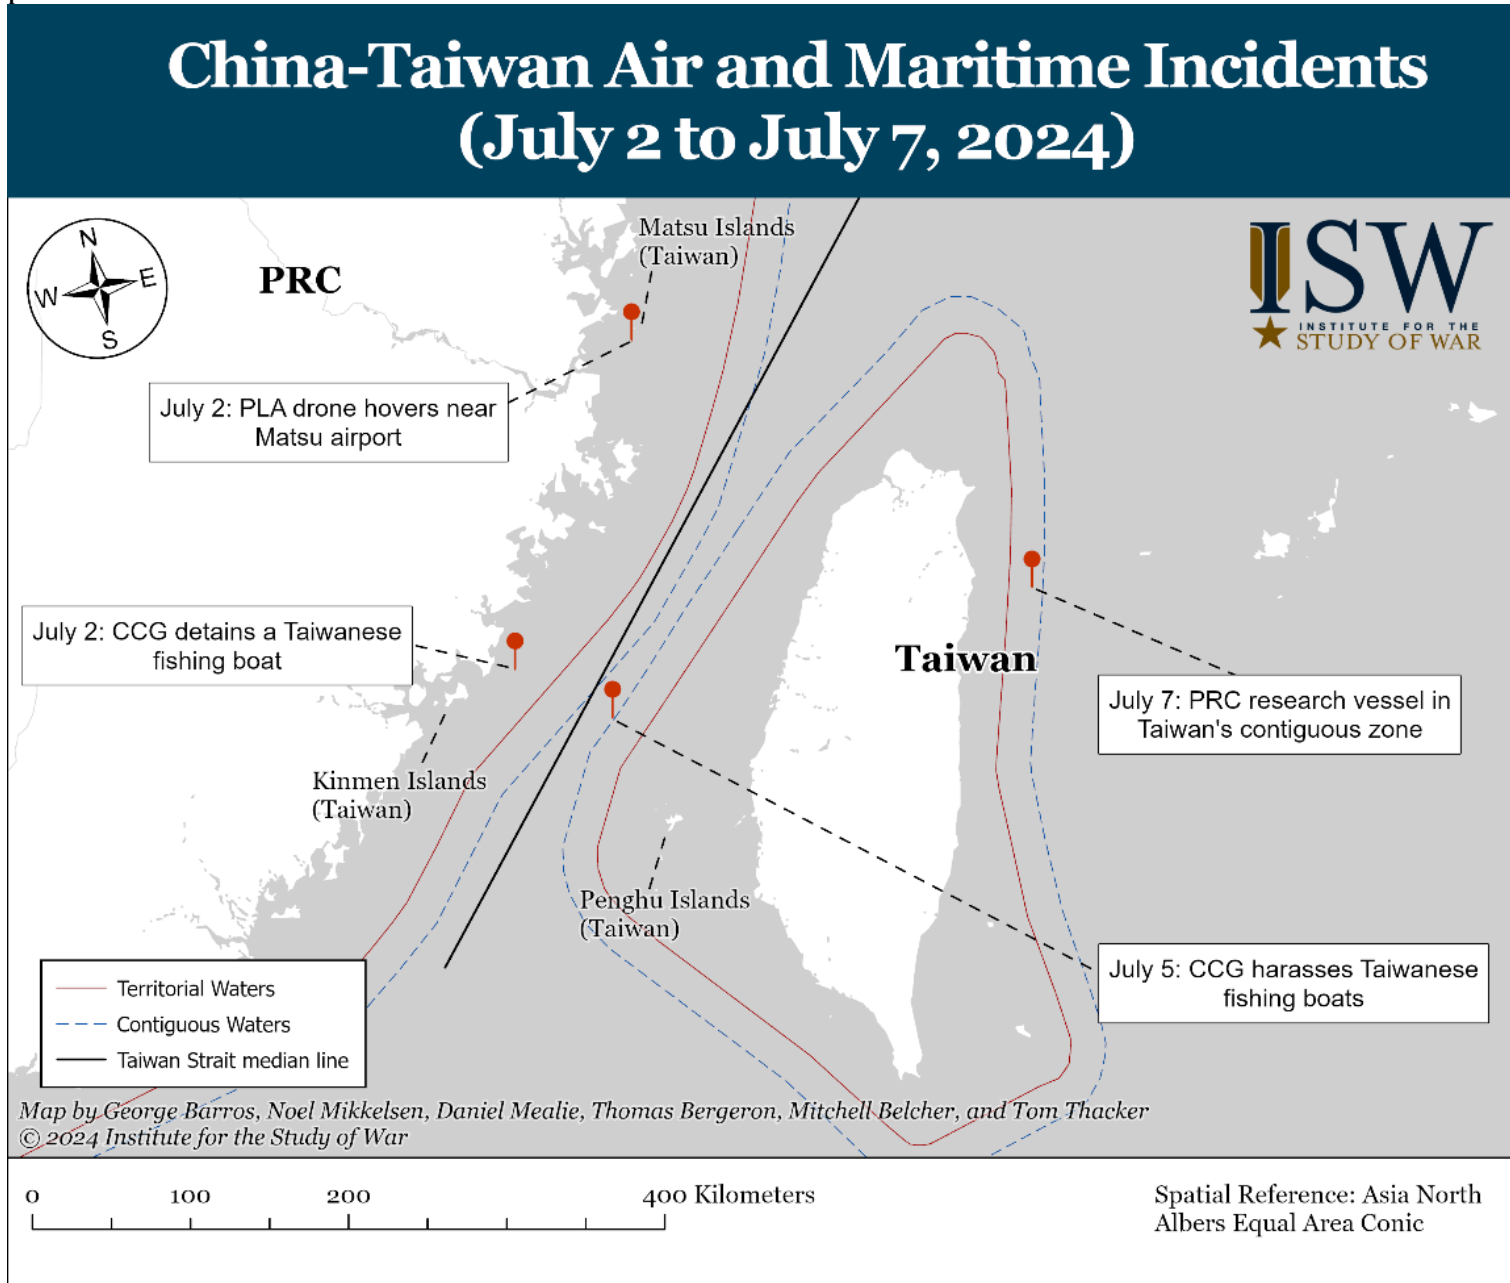 China-Taiwan Air and Maritime Incidents
(July 2 to July 7, 2024)
N
W
E
S
PRC
Matsu Islands
(Taiwan)
ISW
INSTITUTE FOR THE
STUDY OF WAR
July 2: PLA drone hovers near
Matsu airport
July 2: CCG detains a Taiwanese
fishing boat
Taiwan
July 7: PRC research vessel in
Taiwan's contiguous zone
Kinmen Islands
(Taiwan)
Penghu Islands
(Taiwan)
July 5: CCG harasses Taiwanese
fishing boats
Territorial Waters
Contiguous Waters
Taiwan Strait median line
Map by George Barros, Noel Mikkelsen, Daniel Mealie, Thomas Bergeron, Mitchell Belcher, and Tom Thacker
© 2024 Institute for the Study of War
0 100 200 400 Kilometers
Spatial Reference: Asia North
Albers Equal Area Conic